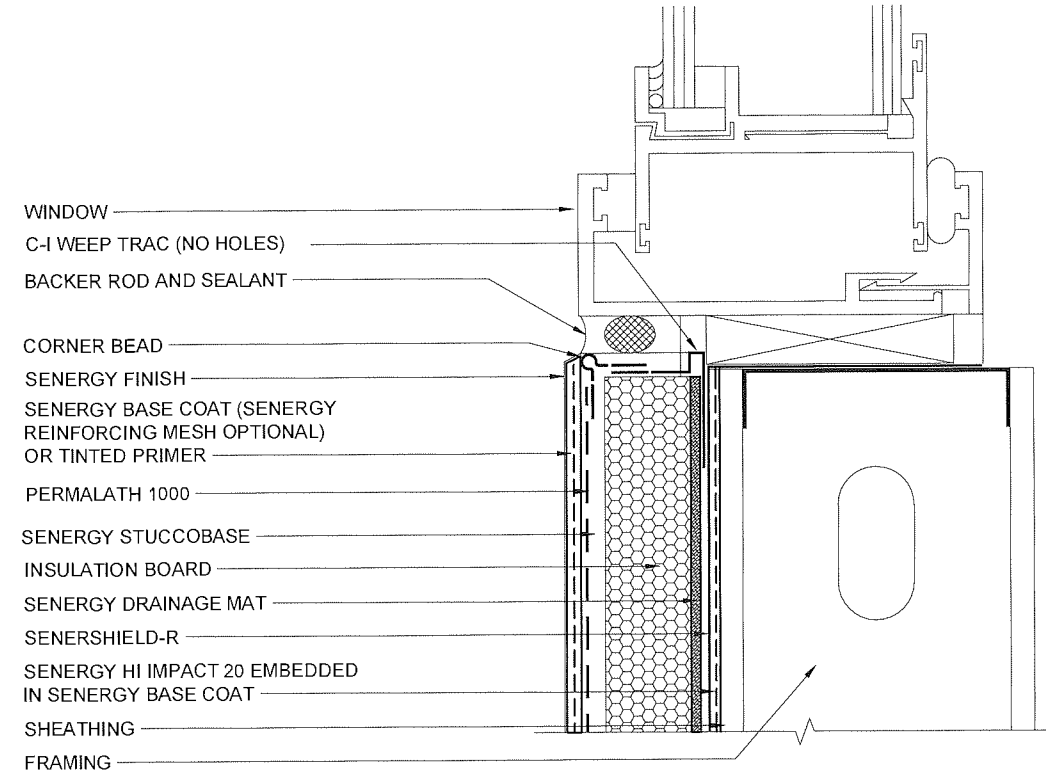 WINDOW
C-I WEEP TRAC (NO HOLES)
BACKER ROD AND SEALANT
CORNER BEAD
SENERGY FINISH
SENERGY BASE COAT (SENERGY
REINFORCING MESH OPTIONAL)
OR TINTED PRIMER
PERMALATH 1000
SENERGY STUCCOBASE
INSULATION BOARD
SENERGY DRAINAGE MAT
SENERSHIELD-R
SENERGY HI IMPACT 20 EMBEDDED
IN SENERGY BASE COAT
SHEATHING
FRAMING